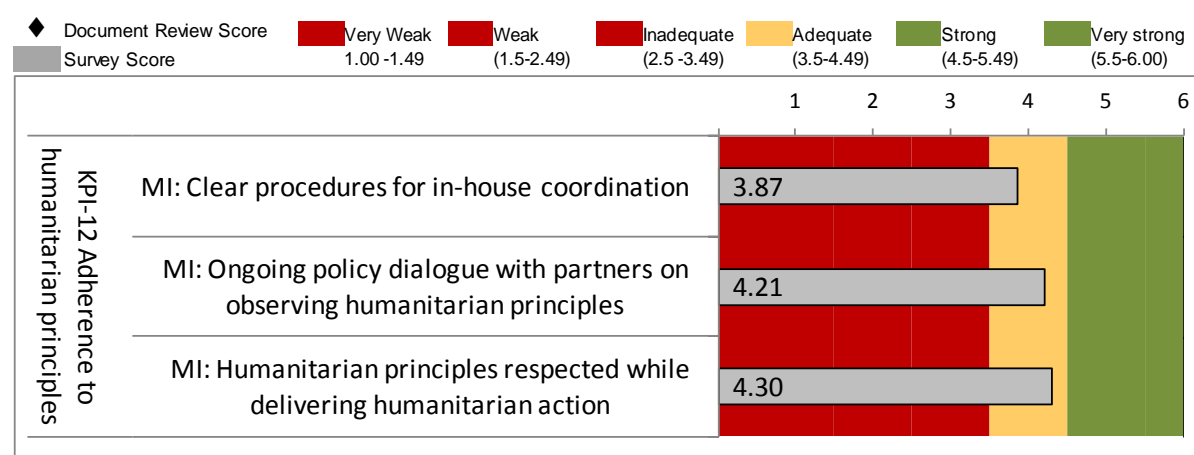 Document Review Score
Very Weak
Weak
Inadequate
Adequate
Strong
Very strong
Survey Score
1.00 -1.49
(1.5-2.49)
(2.5 -3.49)
(3.5-4.49)
(4.5-5.49)
(5.5-6.00)
1 2 3 4 5 6
KPI-12 Adherence to
humanitarian principles
MI: Clear procedures for in-house coordination
3.87
MI: Ongoing policy dialogue with partners on
observing humanitarian principles
4.21
MI: Humanitarian principles respected while
delivering humanitarian action
4.30